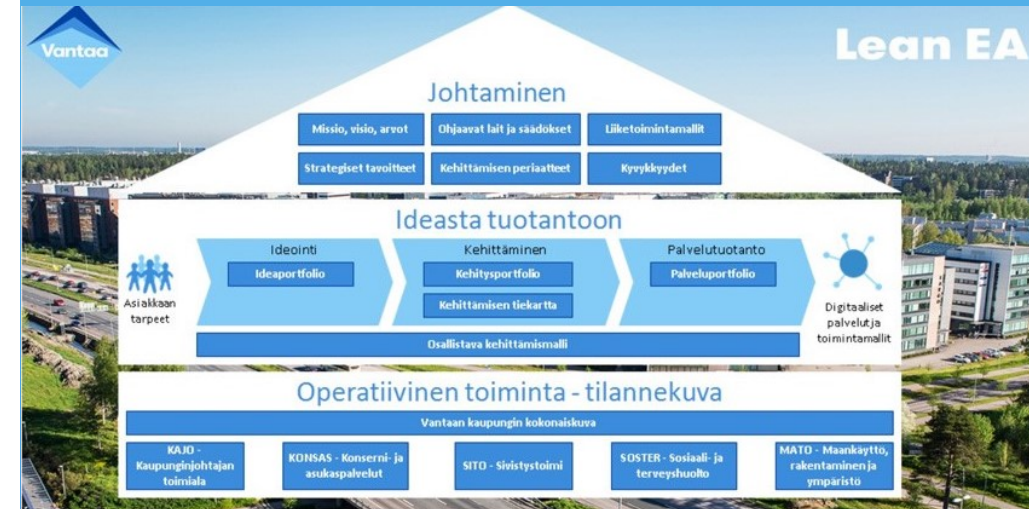 Vantaa
Lean EA
Johtaminen
Missio, visio, arvot
Ohjaavat lait ja säädökset
Liiketoimintamallit
Strategiset tavoitteet
Kehittämisen periaatteet
Kyvykkyydet
Ideasta tuotantoon
Asiakkaan
tarpeet
Ideointi
Ideaportfolio
Kehittäminen
Kehitysportfolio
Kehittämisen tiekartta
Palvelutuotanto
Palveluportfolio
Digitaaliset
palvelut ja
toimintamallit
Osallistava kehittämismalli
Operatiivinen toiminta - tilannekuva
Vantaan kaupungin kokonaiskuva
KAJO -
Kaupunginjohtajan
toimiala
KONSAS - Konserni- ja
asukaspalvelut
SITO - Sivistystoimi
SOSTER - Sosiaali- ja
terveyshuolto
MATO - Maankäyttö,
rakentaminen ja
ympäristö